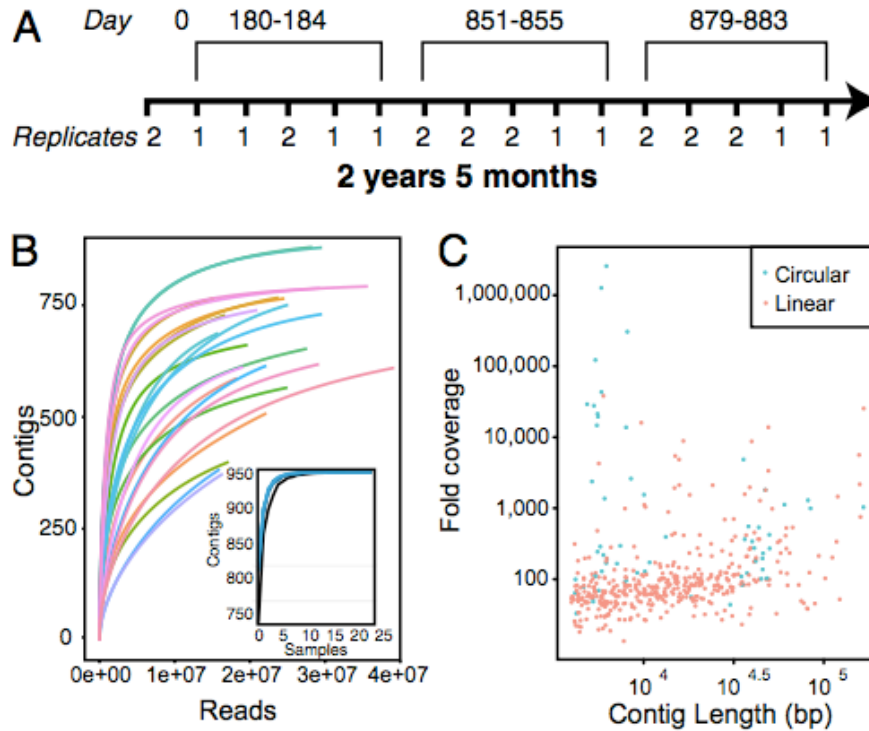 A
Day 0 180-184 851-855 879-883
Replicates 2 1 1 2 1 1 2 2 2 1 1 2 2 2 1 1
2 years 5 months
B
Contigs
750
500
250
0
0e+00 1e+07 2e+07 3e+07 4e+07
Reads
Contigs
950
900
850
800
750
0 5 10 15 20 25
Samples
C
Fold coverage
1,000,000
100,000
10,000
1,000
100
Circular
Linear
10 4 10 4.5 10 5
Contig Length (bp)